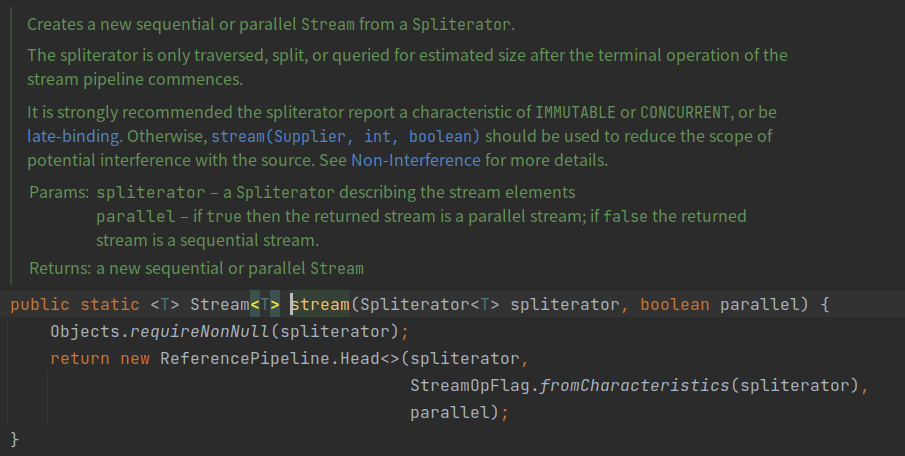 Creates a new sequential or parallel Stream from a Spliterator.
The spliterator is only traversed, split, or queried for estimated size after the terminal operation of the
stream pipeline commences.
It is strongly recommended the spliterator report a characteristic of IMMUTABLE or CONCURRENT, or be
late-binding. Otherwise, stream(Supplier, int, boolean) should be used to reduce the scope of
potential interference with the source. See Non-Interference for more details.
Params: spliterator – a Spliterator describing the stream elements
parallel – if true then the returned stream is a parallel stream; if false the returned
stream is a sequential stream.
Returns: a new sequential or parallel Stream
public static <T> Stream<T> stream(Spliterator<T> spliterator, boolean parallel) {
    Objects.requireNonNull(spliterator);
    return new ReferencePipeline.Head<>(spliterator,
                                        StreamOpFlag.fromCharacteristics(spliterator),
                                        parallel);
}